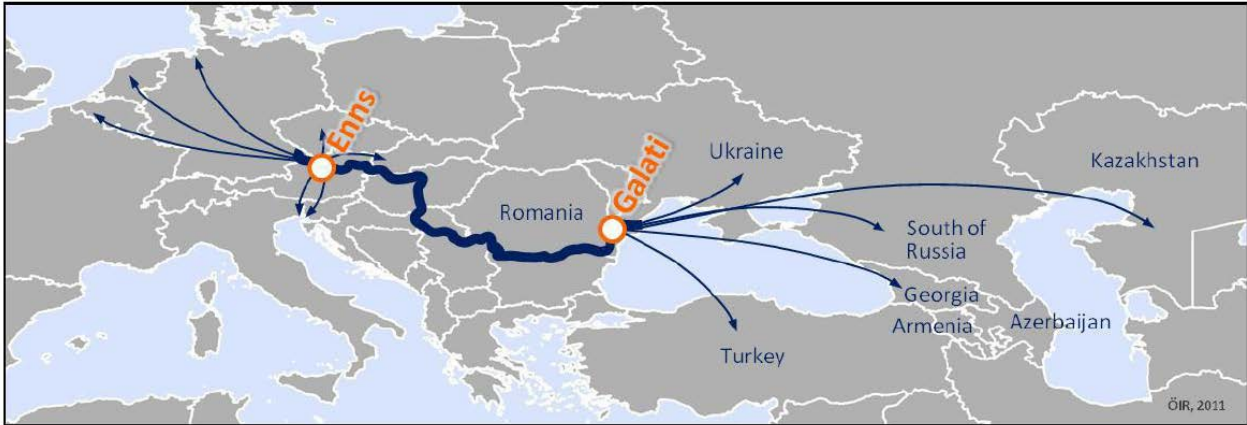 Enns
Galati
Ukraine
Kazakhstan
Romania
South of
Russia
Georgia
Armenia
Azerbaijan
Turkey
ÖIR, 2011